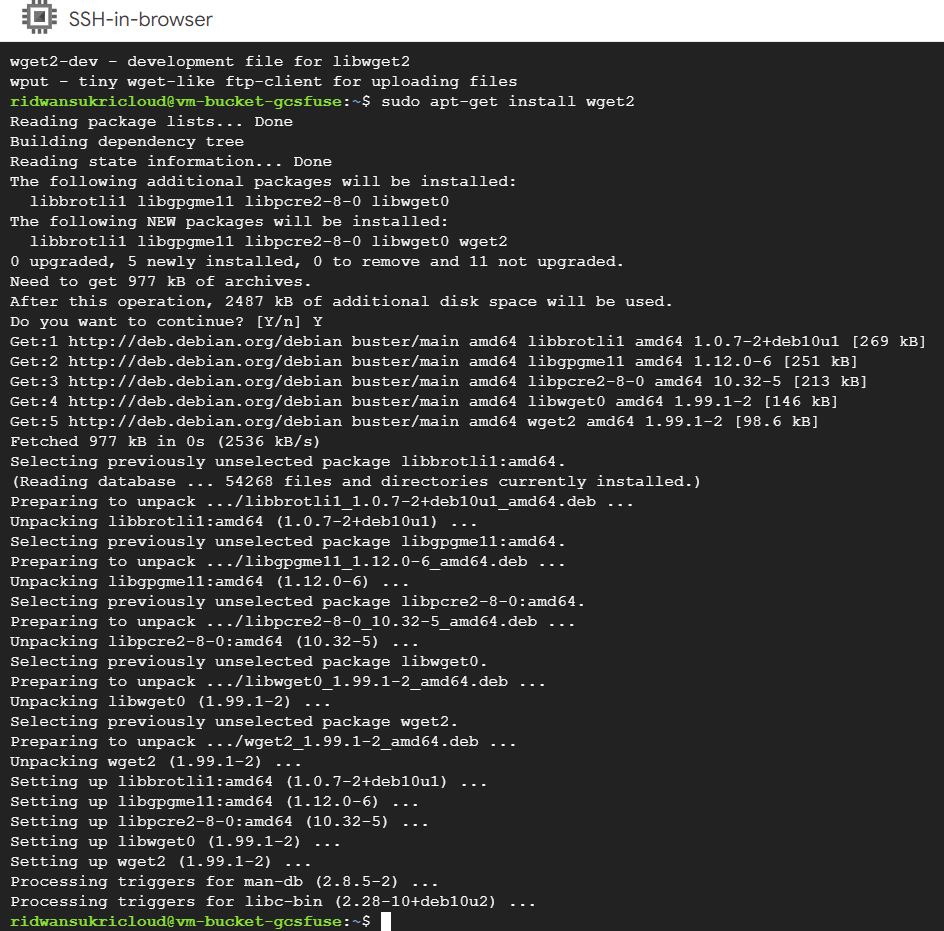 SSH-in-browser
wget2-dev - development file for libwget2
wput - tiny wget-like ftp-client for uploading files
ridwansukricloud@vm-bucket-gcsfuse:~$ sudo apt-get install wget2
Reading package lists... Done
Building dependency tree
Reading state information... Done
The following additional packages will be installed:
  libbrotli1 libgpgme11 libpcre2-8-0 libwget0
The following NEW packages will be installed:
  libbrotli1 libgpgme11 libpcre2-8-0 libwget0 wget2
0 upgraded, 5 newly installed, 0 to remove and 11 not upgraded.
Need to get 977 kB of archives.
After this operation, 2487 kB of additional disk space will be used.
Do you want to continue? [Y/n] Y
Get:1 http://deb.debian.org/debian buster/main amd64 libbrotli1 amd64 1.0.7-2+deb10u1 [269 kB]
Get:2 http://deb.debian.org/debian buster/main amd64 libgpgme11 amd64 1.12.0-6 [251 kB]
Get:3 http://deb.debian.org/debian buster/main amd64 libpcre2-8-0 amd64 10.32-5 [213 kB]
Get:4 http://deb.debian.org/debian buster/main amd64 libwget0 amd64 1.99.1-2 [146 kB]
Get:5 http://deb.debian.org/debian buster/main amd64 wget2 amd64 1.99.1-2 [98.6 kB]
Fetched 977 kB in 0s (2536 kB/s)
Selecting previously unselected package libbrotli1:amd64.
(Reading database ... 54268 files and directories currently installed.)
Preparing to unpack .../libbrotli1_1.0.7-2+deb10u1_amd64.deb ...
Unpacking libbrotli1:amd64 (1.0.7-2+deb10u1) ...
Selecting previously unselected package libgpgme11:amd64.
Preparing to unpack .../libgpgme11_1.12.0-6_amd64.deb ...
Unpacking libgpgme11:amd64 (1.12.0-6) ...
Selecting previously unselected package libpcre2-8-0:amd64.
Preparing to unpack .../libpcre2-8-0_10.32-5_amd64.deb ...
Unpacking libpcre2-8-0:amd64 (10.32-5) ...
Selecting previously unselected package libwget0.
Preparing to unpack .../libwget0_1.99.1-2_amd64.deb ...
Unpacking libwget0 (1.99.1-2) ...
Selecting previously unselected package wget2.
Preparing to unpack .../wget2_1.99.1-2_amd64.deb ...
Unpacking wget2 (1.99.1-2) ...
Setting up libbrotli1:amd64 (1.0.7-2+deb10u1) ...
Setting up libgpgme11:amd64 (1.12.0-6) ...
Setting up libpcre2-8-0:amd64 (10.32-5) ...
Setting up libwget0 (1.99.1-2) ...
Setting up wget2 (1.99.1-2) ...
Processing triggers for man-db (2.8.5-2) ...
Processing triggers for libc-bin (2.28-10+deb10u2) ...
ridwansukricloud@vm-bucket-gcsfuse:~$